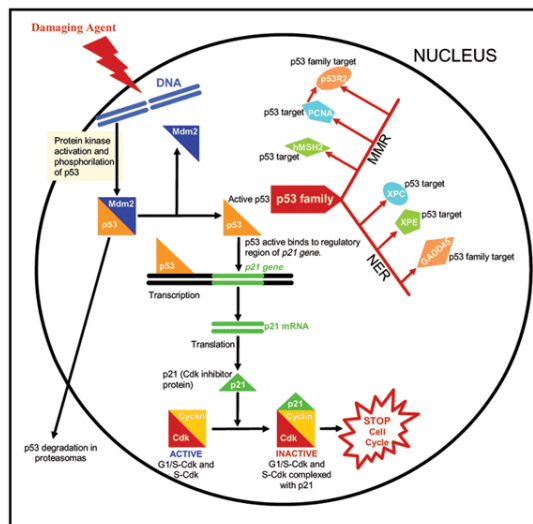 Damaging Agent
NUCLEUS
DNA
Protein kinase
activation and
phosphorilation
of p53
Mdm2
Mdm2
p53
Active p53
p53
p53 active binds to regulatory
region of p21 gene.
p53
p21 gene
Transcription
p21 mRNA
Translation
p21 (Cdk inhibitor
protein)
p21
Cyclin
Cdk
ACTIVE
G1/S-Cdk and
S-Cdk
p21
Cyclin
Cdk
INACTIVE
G1/S-Cdk and
S-Cdk complexed
with p21
STOP
Cell
Cycle
p53 degradation in
proteasomas
p53 family target
p53R2
p53 target
PCNA
p53 target
hMSH2
MMR
p53 family
p53 target
XPC
p53 target
XPE
GADD45
p53 family target
NER